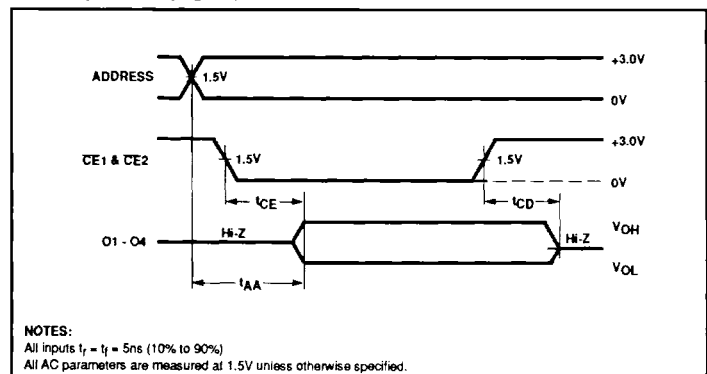 +3.0V
ADDRESS
1.5V
0V
+3.0V
CE1 & CE2
1.5V
1.5V
0V
tCE
tCD
VOH
Hi-Z
Hi-Z
O1 - O4
VOL
tAA
NOTES:
All inputs tr = tf = 5ns (10% to 90%)
All AC parameters are measured at 1.5V unless otherwise specified.